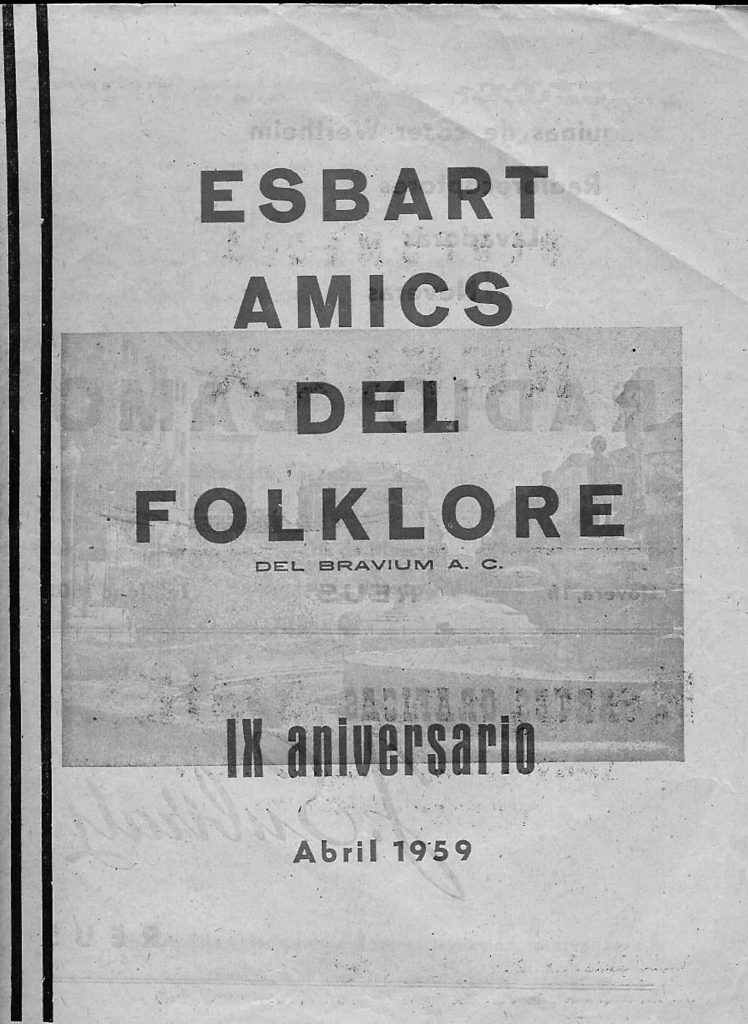 ESBART
AMICS
DEL
FOLKLORE
DEL BRAVIUM A. C.
IX aniversario
Abril 1959